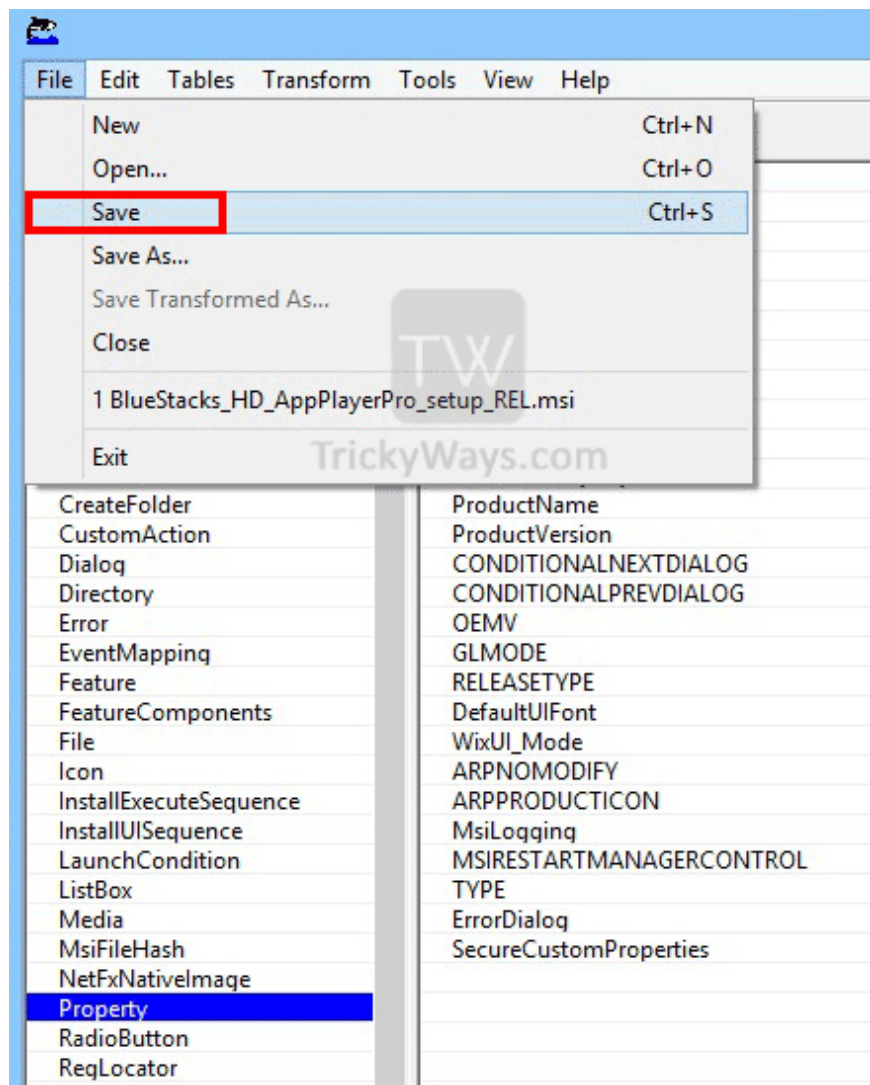 File Edit Tables Transform Tools View Help
New Ctrl+N
Open... Ctrl+O
Save Ctrl+S
Save As...
Save Transformed As...
Close
TW
1 BlueStacks_HD_AppPlayerPro_setup_REL.msi
Exit
TrickyWays.com
CreateFolder
CustomAction
Dialog
Directory
Error
EventMapping
Feature
FeatureComponents
File
Icon
InstallExecuteSequence
InstallUISequence
LaunchCondition
ListBox
Media
MsiFileHash
NetFxNativeImage
Property
RadioButton
RegLocator
ProductName
ProductVersion
CONDITIONALNEXTDIALOG
CONDITIONALPREVDIALOG
OEMV
GLMODE
RELEASETYPE
DefaultUIFont
WixUI_Mode
ARPNOMODIFY
ARPPRODUCTICON
MsiLogging
MSIRESTARTMANAGERCONTROL
TYPE
ErrorDialog
SecureCustomProperties